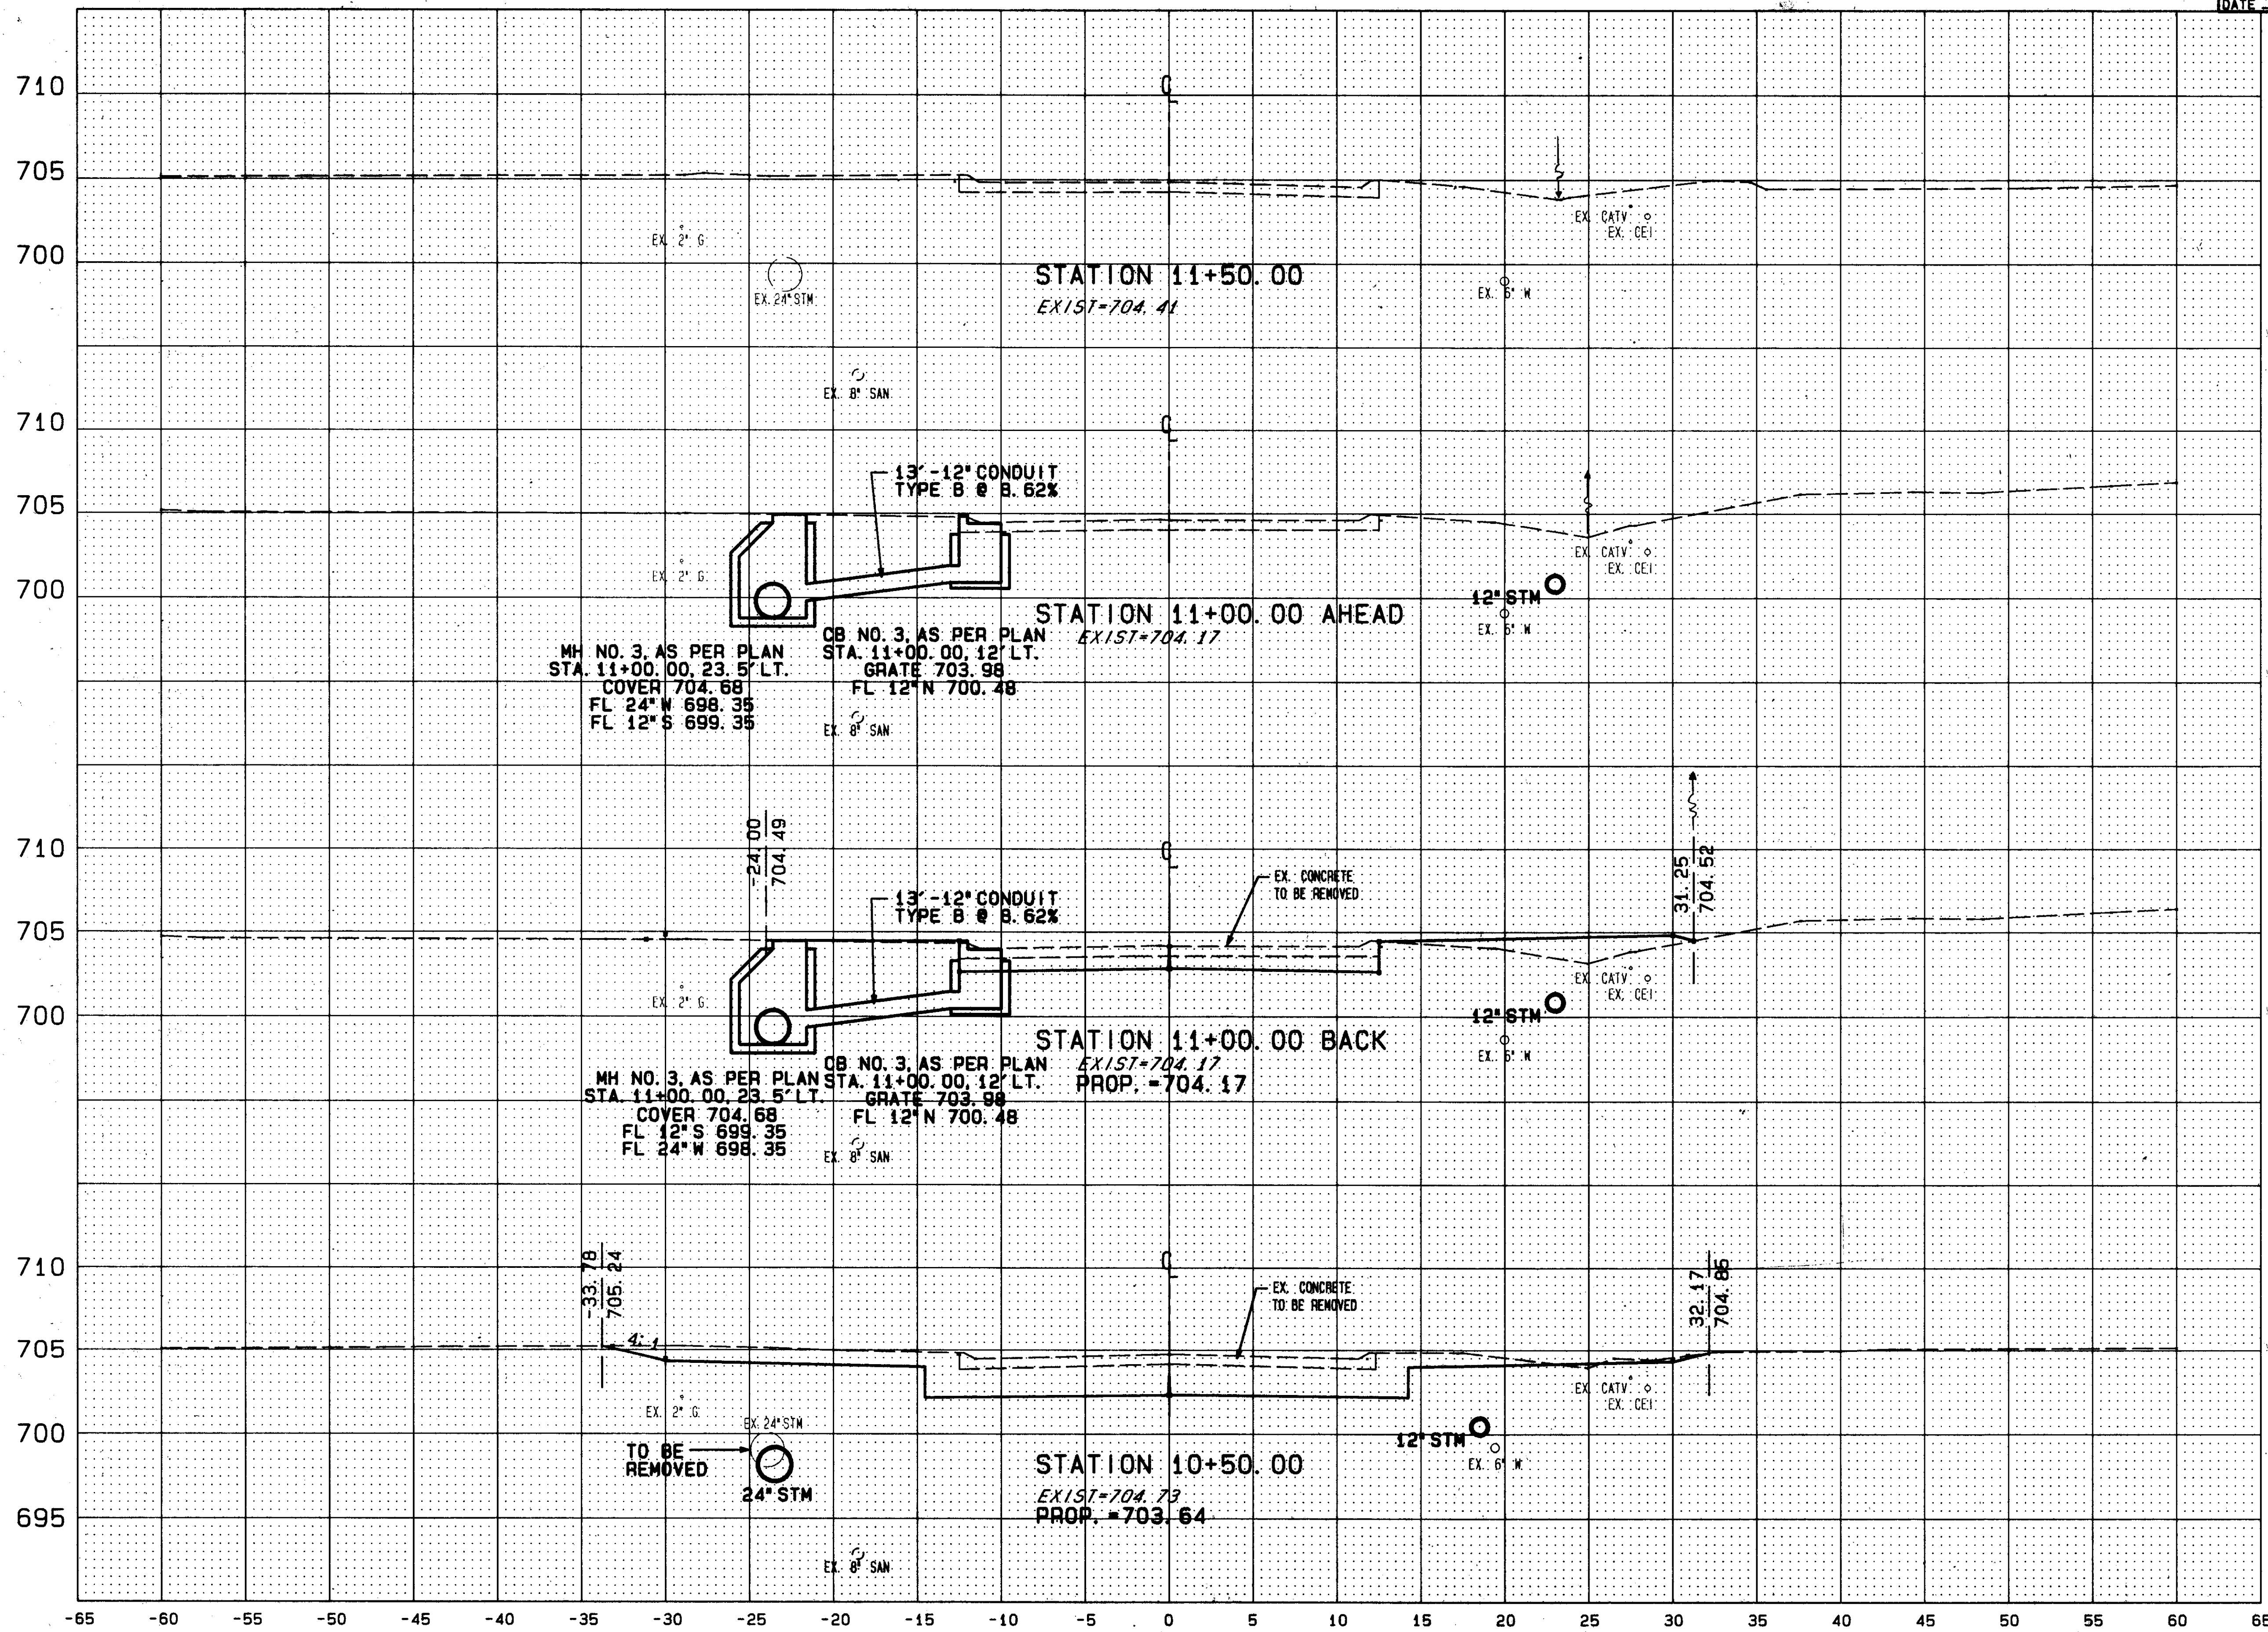 DATE
710
705
EX. CATV
EX. CEI
EX. 2" G
700
STATION 11+50.00
EX. 24" STM
EX. 6" W
EXIST=704.41
EX. 8" SAN
710
13'-12" CONDUIT
TYPE B @ 8.62%
705
EX. CATV
EX. CEI
EX. 2" G
700
12" STM
STATION 11+00.00 AHEAD
EX. 6" W
EXIST=704.17
CB NO. 3, AS PER PLAN
STA. 11+00.00, 12' LT.
GRATE 703.98
FL 12" N 700.48
MH NO. 3, AS PER PLAN
STA. 11+00.00, 23.5' LT.
COVER 704.68
FL 24" W 698.35
FL 12" S 699.35
EX. 8" SAN
-24.00
704.49
31.25
704.52
710
EX. CONCRETE
TO BE REMOVED
13'-12" CONDUIT
TYPE B @ 8.62%
705
EX. CATV
EX. CEI
EX. 2" G
700
12" STM
STATION 11+00.00 BACK
EX. 6" W
EXIST=704.17
PROP. =704.17
CB NO. 3, AS PER PLAN
STA. 11+00.00, 12' LT.
GRATE 703.98
FL 12" N 700.48
MH NO. 3, AS PER PLAN
STA. 11+00.00, 23.5' LT.
COVER 704.68
FL 12" S 699.35
FL 24" W 698.35
EX. 8" SAN
-33.78
705.24
32.17
704.85
710
EX. CONCRETE
TO BE REMOVED
4:1
705
EX. CATV
EX. CEI
EX. 2" G
EX. 24" STM
700
12" STM
TO BE
REMOVED
EX. 6" W
STATION 10+50.00
24" STM
EXIST=704.73
PROP. =703.64
695
EX. 8" SAN
-65 -60 -55 -50 -45 -40 -35 -30 -25 -20 -15 -10 -5 0 5 10 15 20 25 30 35 40 45 50 55 60 65